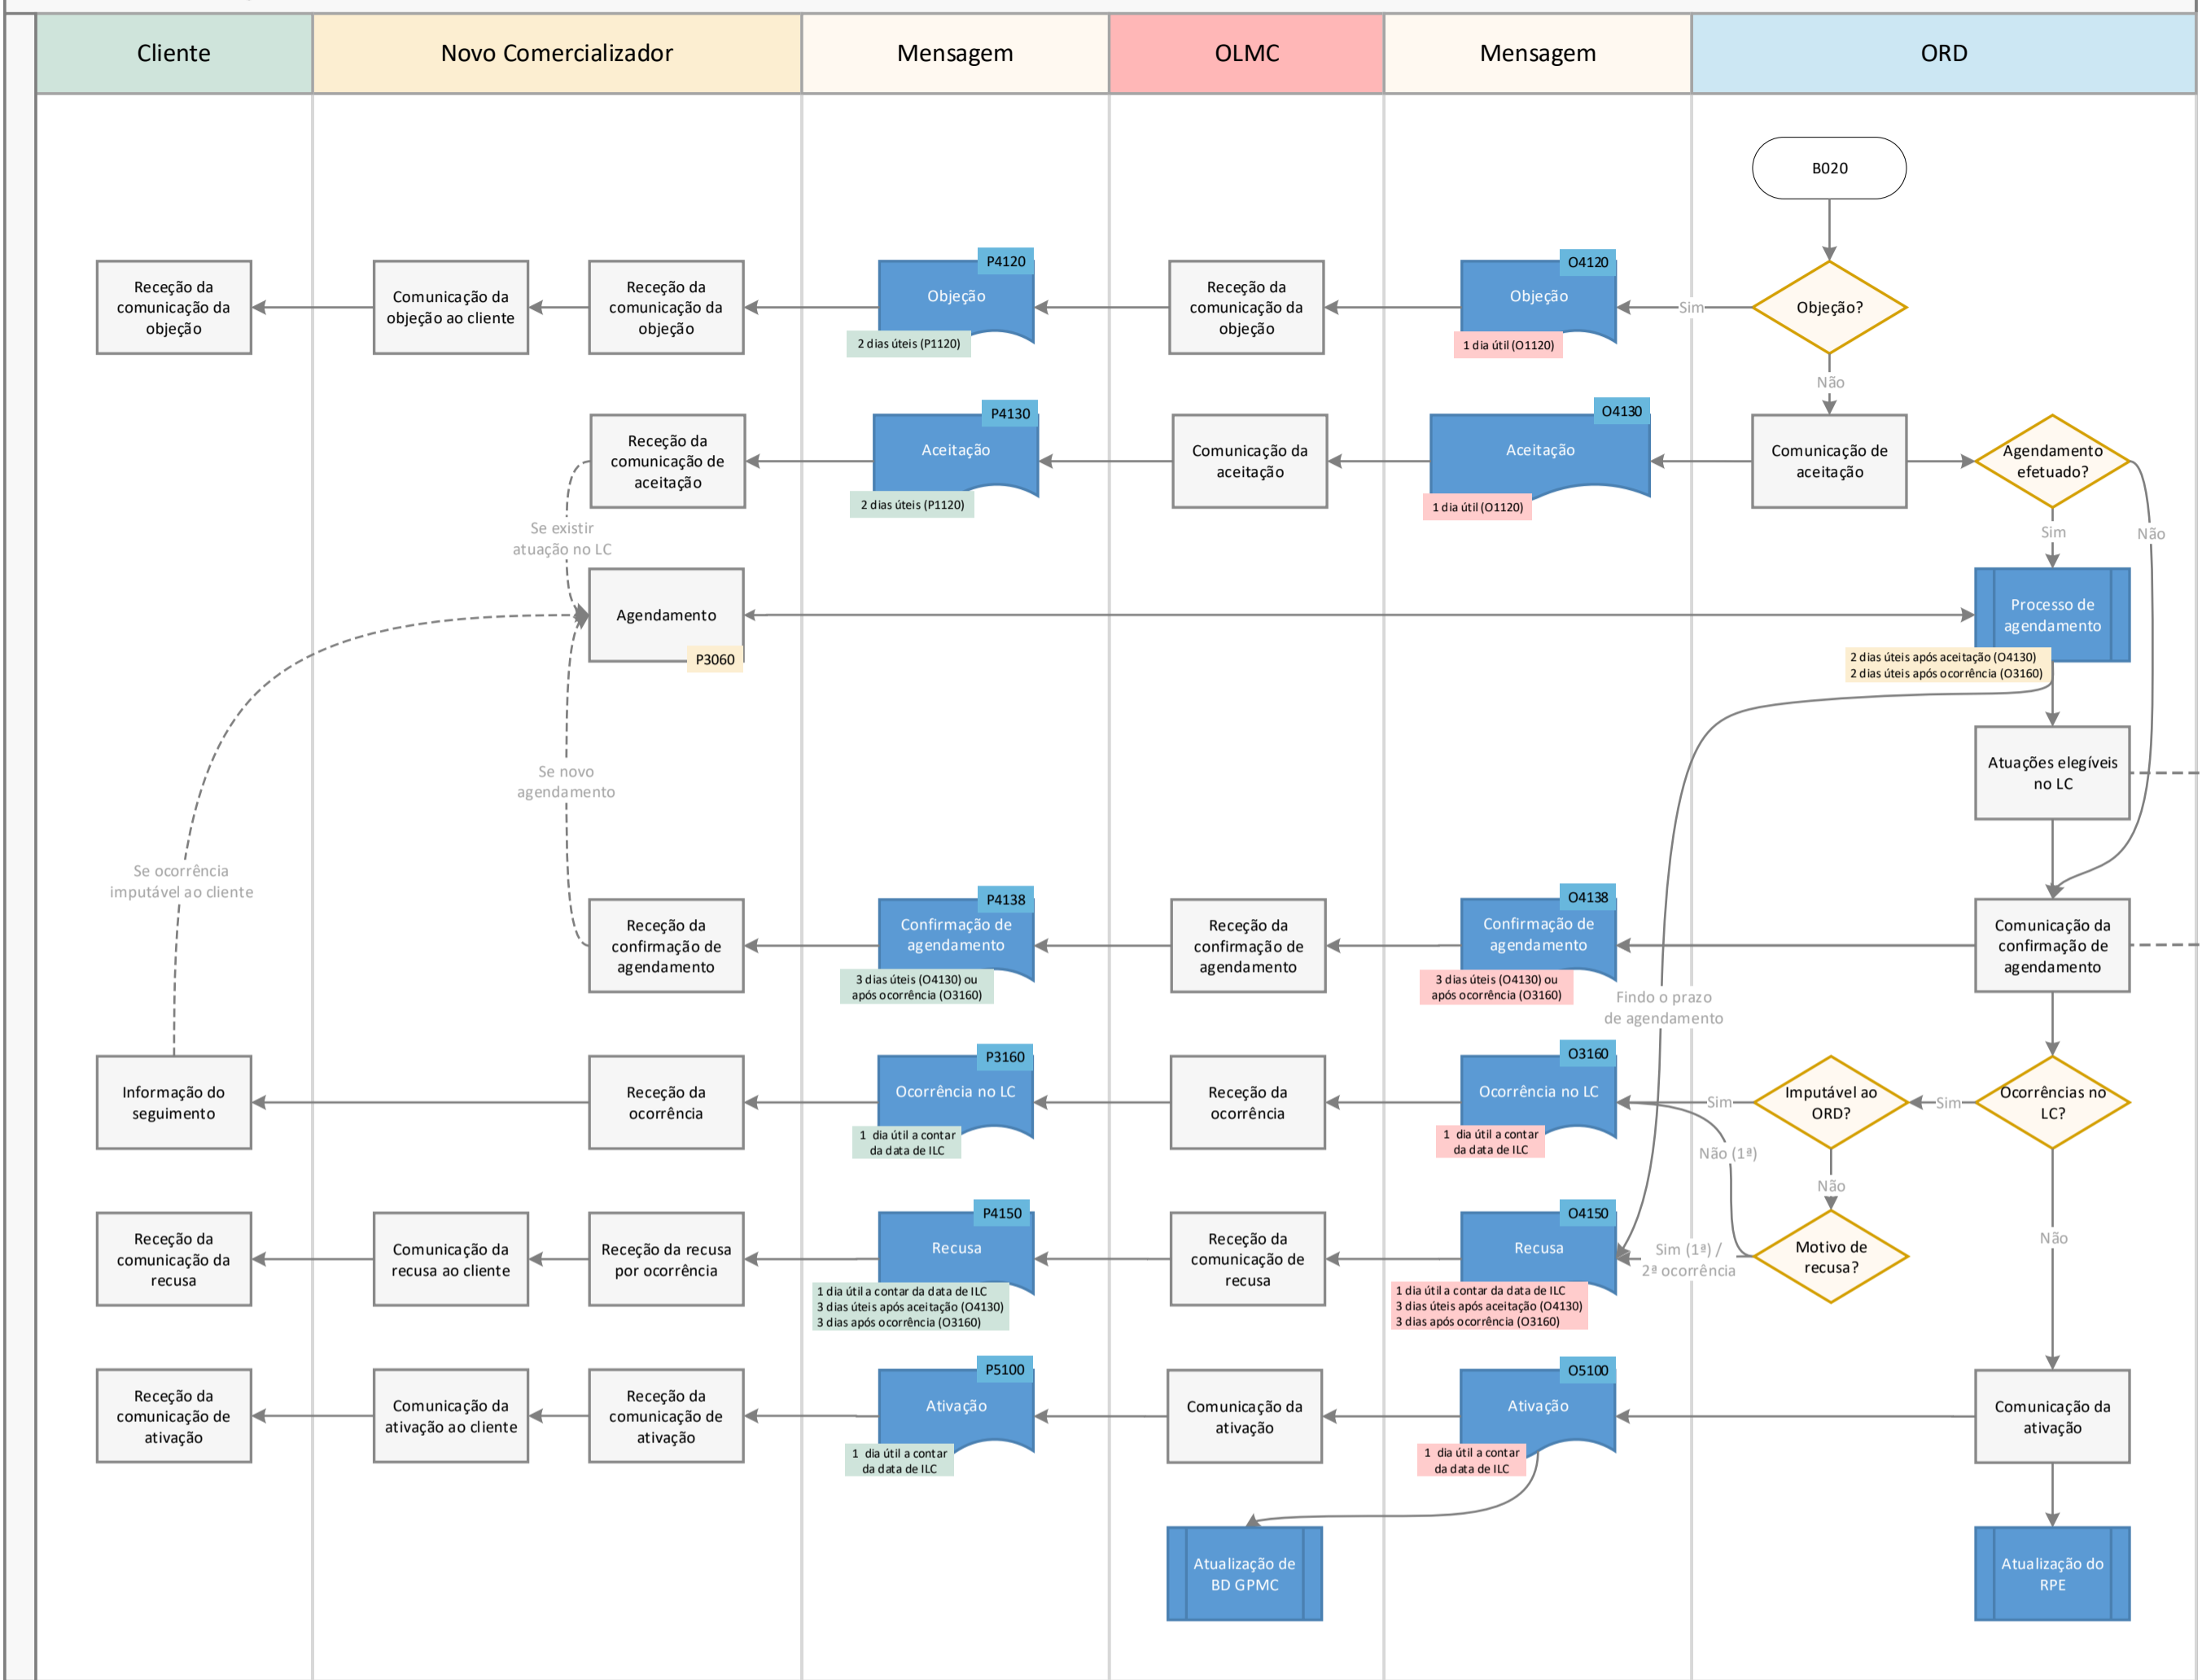 Cliente
Novo Comercializador
Mensagem
OLMC
Mensagem
ORD
B020
Receção da
comunicação da
objeção
Comunicação da
objeção ao cliente
Receção da
comunicação da
objeção
P4120
Objeção
2 dias úteis (P1120)
Receção da
comunicação da
objeção
O4120
Objeção
1 dia útil (O1120)
Sim
Objeção?
Não
Receção da
comunicação de
aceitação
P4130
Aceitação
2 dias úteis (P1120)
Comunicação da
aceitação
O4130
Aceitação
1 dia útil (O1120)
Comunicação de
aceitação
Agendamento
efetuado?
Se existir
atuação no LC
Sim
Não
Agendamento
P3060
Processo de
agendamento
2 dias úteis após aceitação (O4130)
2 dias úteis após ocorrência (O3160)
Se novo
agendamento
Atuações elegíveis
no LC
Se ocorrência
imputável ao cliente
Receção da
confirmação de
agendamento
P4138
Confirmação de
agendamento
3 dias úteis (O4130) ou
após ocorrência (O3160)
Receção da
confirmação de
agendamento
O4138
Confirmação de
agendamento
3 dias úteis (O4130) ou
após ocorrência (O3160)
Comunicação da
confirmação de
agendamento
Findo o prazo
de agendamento
Informação do
seguimento
Receção da
ocorrência
P3160
Ocorrência no LC
1 dia útil a contar
da data de ILC
Receção da
ocorrência
O3160
Ocorrência no LC
1 dia útil a contar
da data de ILC
Sim
Imputável ao
ORD?
Sim
Ocorrências no
LC?
Não (1ª)
Não
Não
Receção da
comunicação da
recusa
Comunicação da
recusa ao cliente
Receção da recusa
por ocorrência
P4150
Recusa
1 dia útil a contar da data de ILC
3 dias úteis após aceitação (O4130)
3 dias após ocorrência (O3160)
Receção da
comunicação de
recusa
O4150
Recusa
1 dia útil a contar da data de ILC
3 dias úteis após aceitação (O4130)
3 dias após ocorrência (O3160)
Sim (1ª) /
2ª ocorrência
Motivo de
recusa?
Receção da
comunicação de
ativação
Comunicação da
ativação ao cliente
Receção da
comunicação de
ativação
P5100
Ativação
1 dia útil a contar
da data de ILC
Comunicação da
ativação
O5100
Ativação
1 dia útil a contar
da data de ILC
Comunicação da
ativação
Atualização de
BD GPMC
Atualização do
RPE